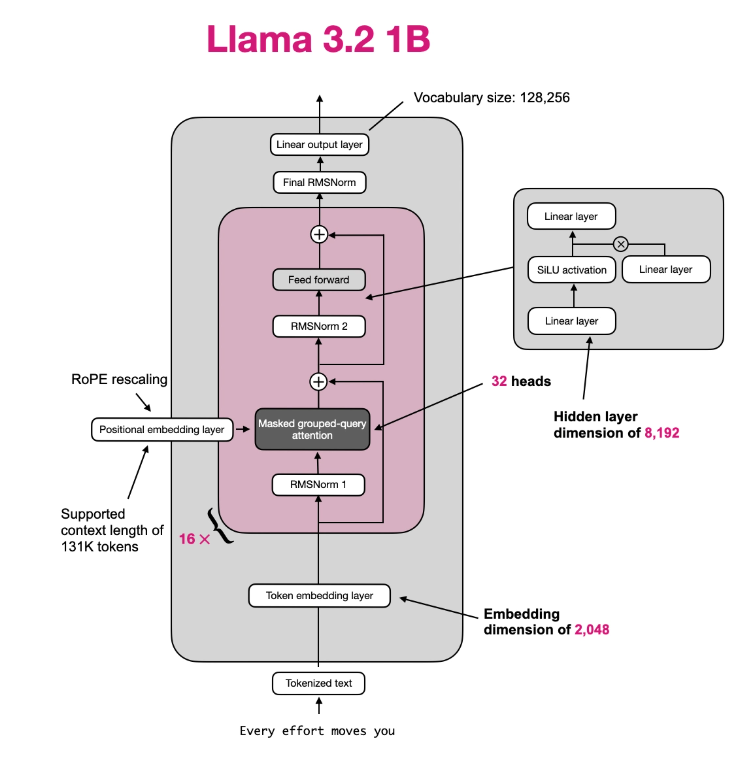 Llama 3.2 1B
Vocabulary size: 128,256
Linear output layer
Final RMSNorm
Feed forward
RMSNorm 2
Linear layer
SiLU activation
Linear layer
Linear layer
32 heads
Hidden layer
dimension of 8,192
RoPE rescaling
Positional embedding layer
Masked grouped-query
attention
RMSNorm 1
Supported
context length of
131K tokens
16 ×
Token embedding layer
Embedding
dimension of 2,048
Tokenized text
Every effort moves you